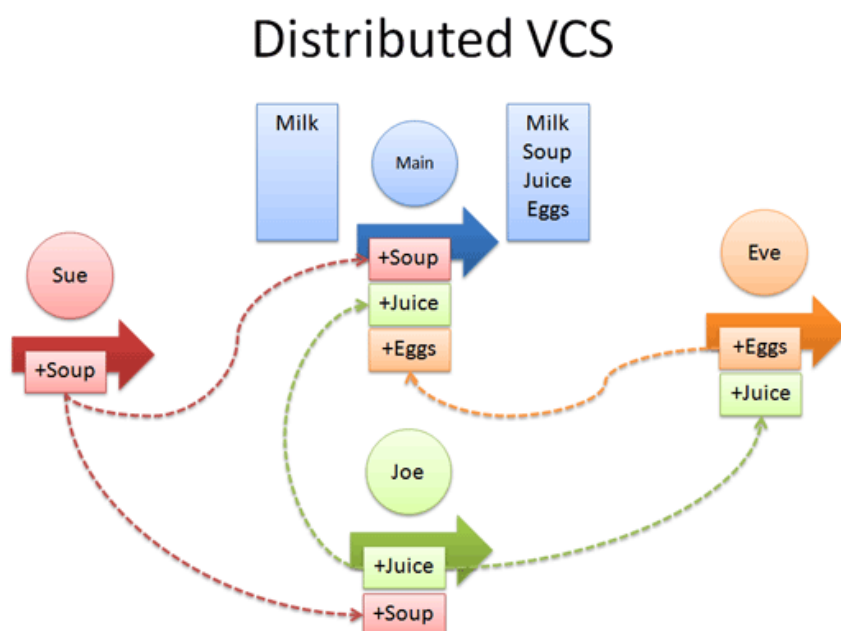 Distributed VCS
Milk
Main
Milk
Soup
Juice
Eggs
Sue
+Soup
+Soup
+Juice
+Eggs
Eve
+Eggs
+Juice
Joe
+Juice
+Soup